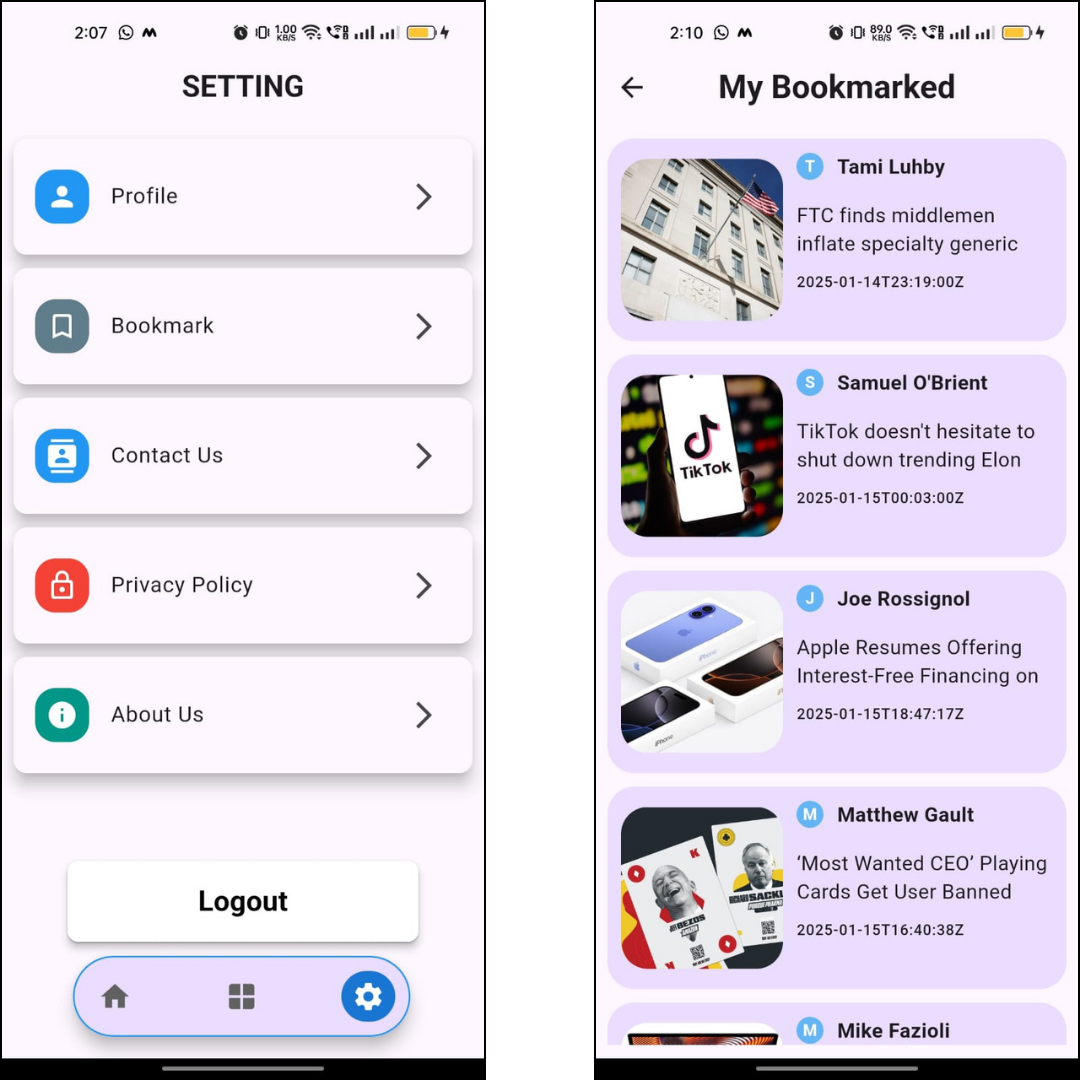 2:07
1.00
KB/S
SETTING
Profile
Bookmark
Contact Us
Privacy Policy
About Us
Logout
2:10
89.0
KB/S
My Bookmarked
T Tami Luhby
FTC finds middlemen
inflate specialty generic
2025-01-14T23:19:00Z
TikTok
S Samuel O'Brient
TikTok doesn't hesitate to
shut down trending Elon
2025-01-15T00:03:00Z
iPhone
iPhone
iPhone
J Joe Rossignol
Apple Resumes Offering
Interest-Free Financing on
2025-01-15T18:47:17Z
K
BEZOS
M Matthew Gault
‘Most Wanted CEO’ Playing
Cards Get User Banned
2025-01-15T16:40:38Z
M Mike Fazioli